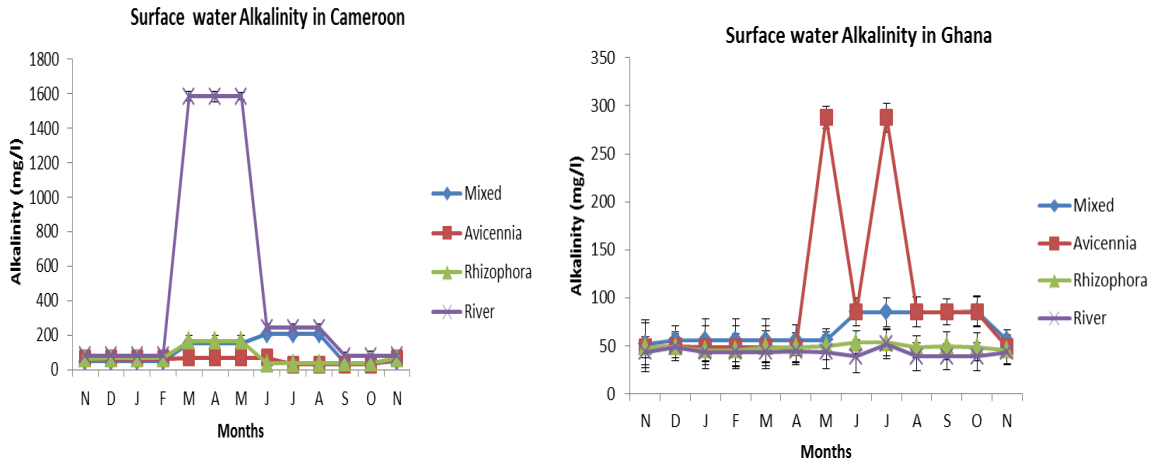 Surface water Alkalinity in Cameroon
1800
1600
1400
1200
1000
800
600
400
200
0
Alkalinity (mg/l)
N D J F M A M J J A S O N
Months
Mixed
Avicennia
Rhizophora
River
Surface water Alkalinity in Ghana
350
300
250
200
150
100
50
0
Alkalinity (mg/l)
N D J F M A M J J A S O N
Months
Mixed
Avicennia
Rhizophora
River